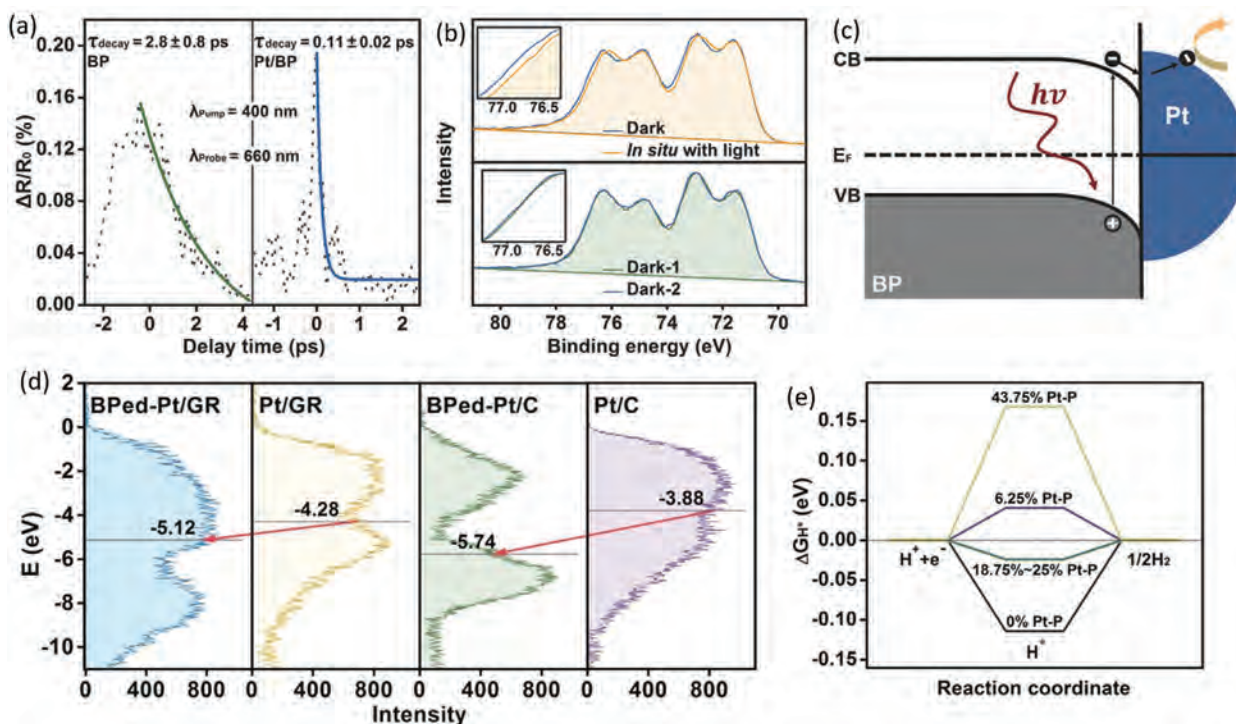 (a)
0.20
0.16
0.12
0.08
0.04
0.00
ΔR/R₀ (%)
τdecay = 2.8 ± 0.8 ps
BP
τdecay = 0.11 ± 0.02 ps
Pt/BP
λPump = 400 nm
λProbe = 660 nm
-2 0 2 4 -1 0 1 2
Delay time (ps)
(b)
Intensity
77.0 76.5
Dark
In situ with light
77.0 76.5
Dark-1
Dark-2
80 78 76 74 72 70
Binding energy (eV)
(c)
CB
EF
VB
hν
Pt
BP
(d)
2
0
-2
-4
-6
-8
-10
E (eV)
BPed-Pt/GR
Pt/GR
BPed-Pt/C
Pt/C
-5.12
-4.28
-5.74
-3.88
0 400 800 0 400 800 0 400 800 0 400 800
Intensity
(e)
0.15
0.10
0.05
0.00
-0.05
-0.10
-0.15
ΔGH* (eV)
43.75% Pt-P
6.25% Pt-P
H⁺+e⁻
1/2H₂
18.75%~25% Pt-P
0% Pt-P
H*
Reaction coordinate